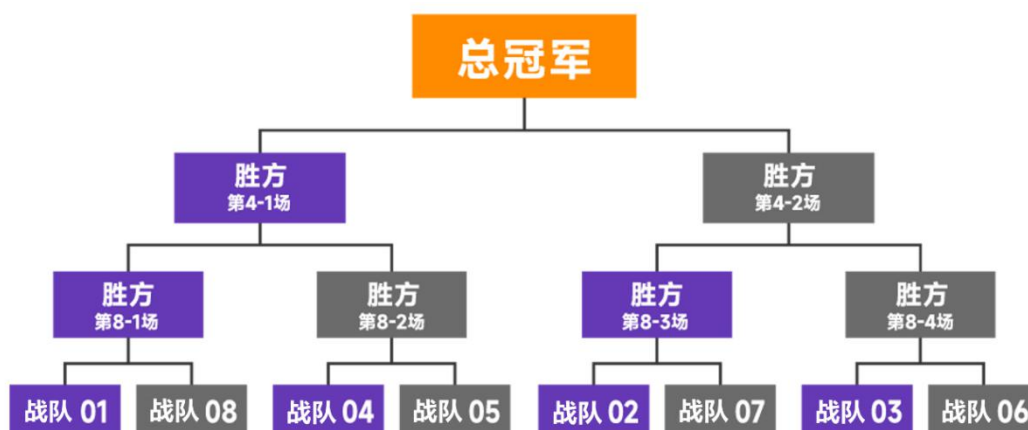 总冠军
胜方
第4-1场
胜方
第4-2场
胜方
第8-1场
胜方
第8-2场
胜方
第8-3场
胜方
第8-4场
战队 01
战队 08
战队 04
战队 05
战队 02
战队 07
战队 03
战队 06